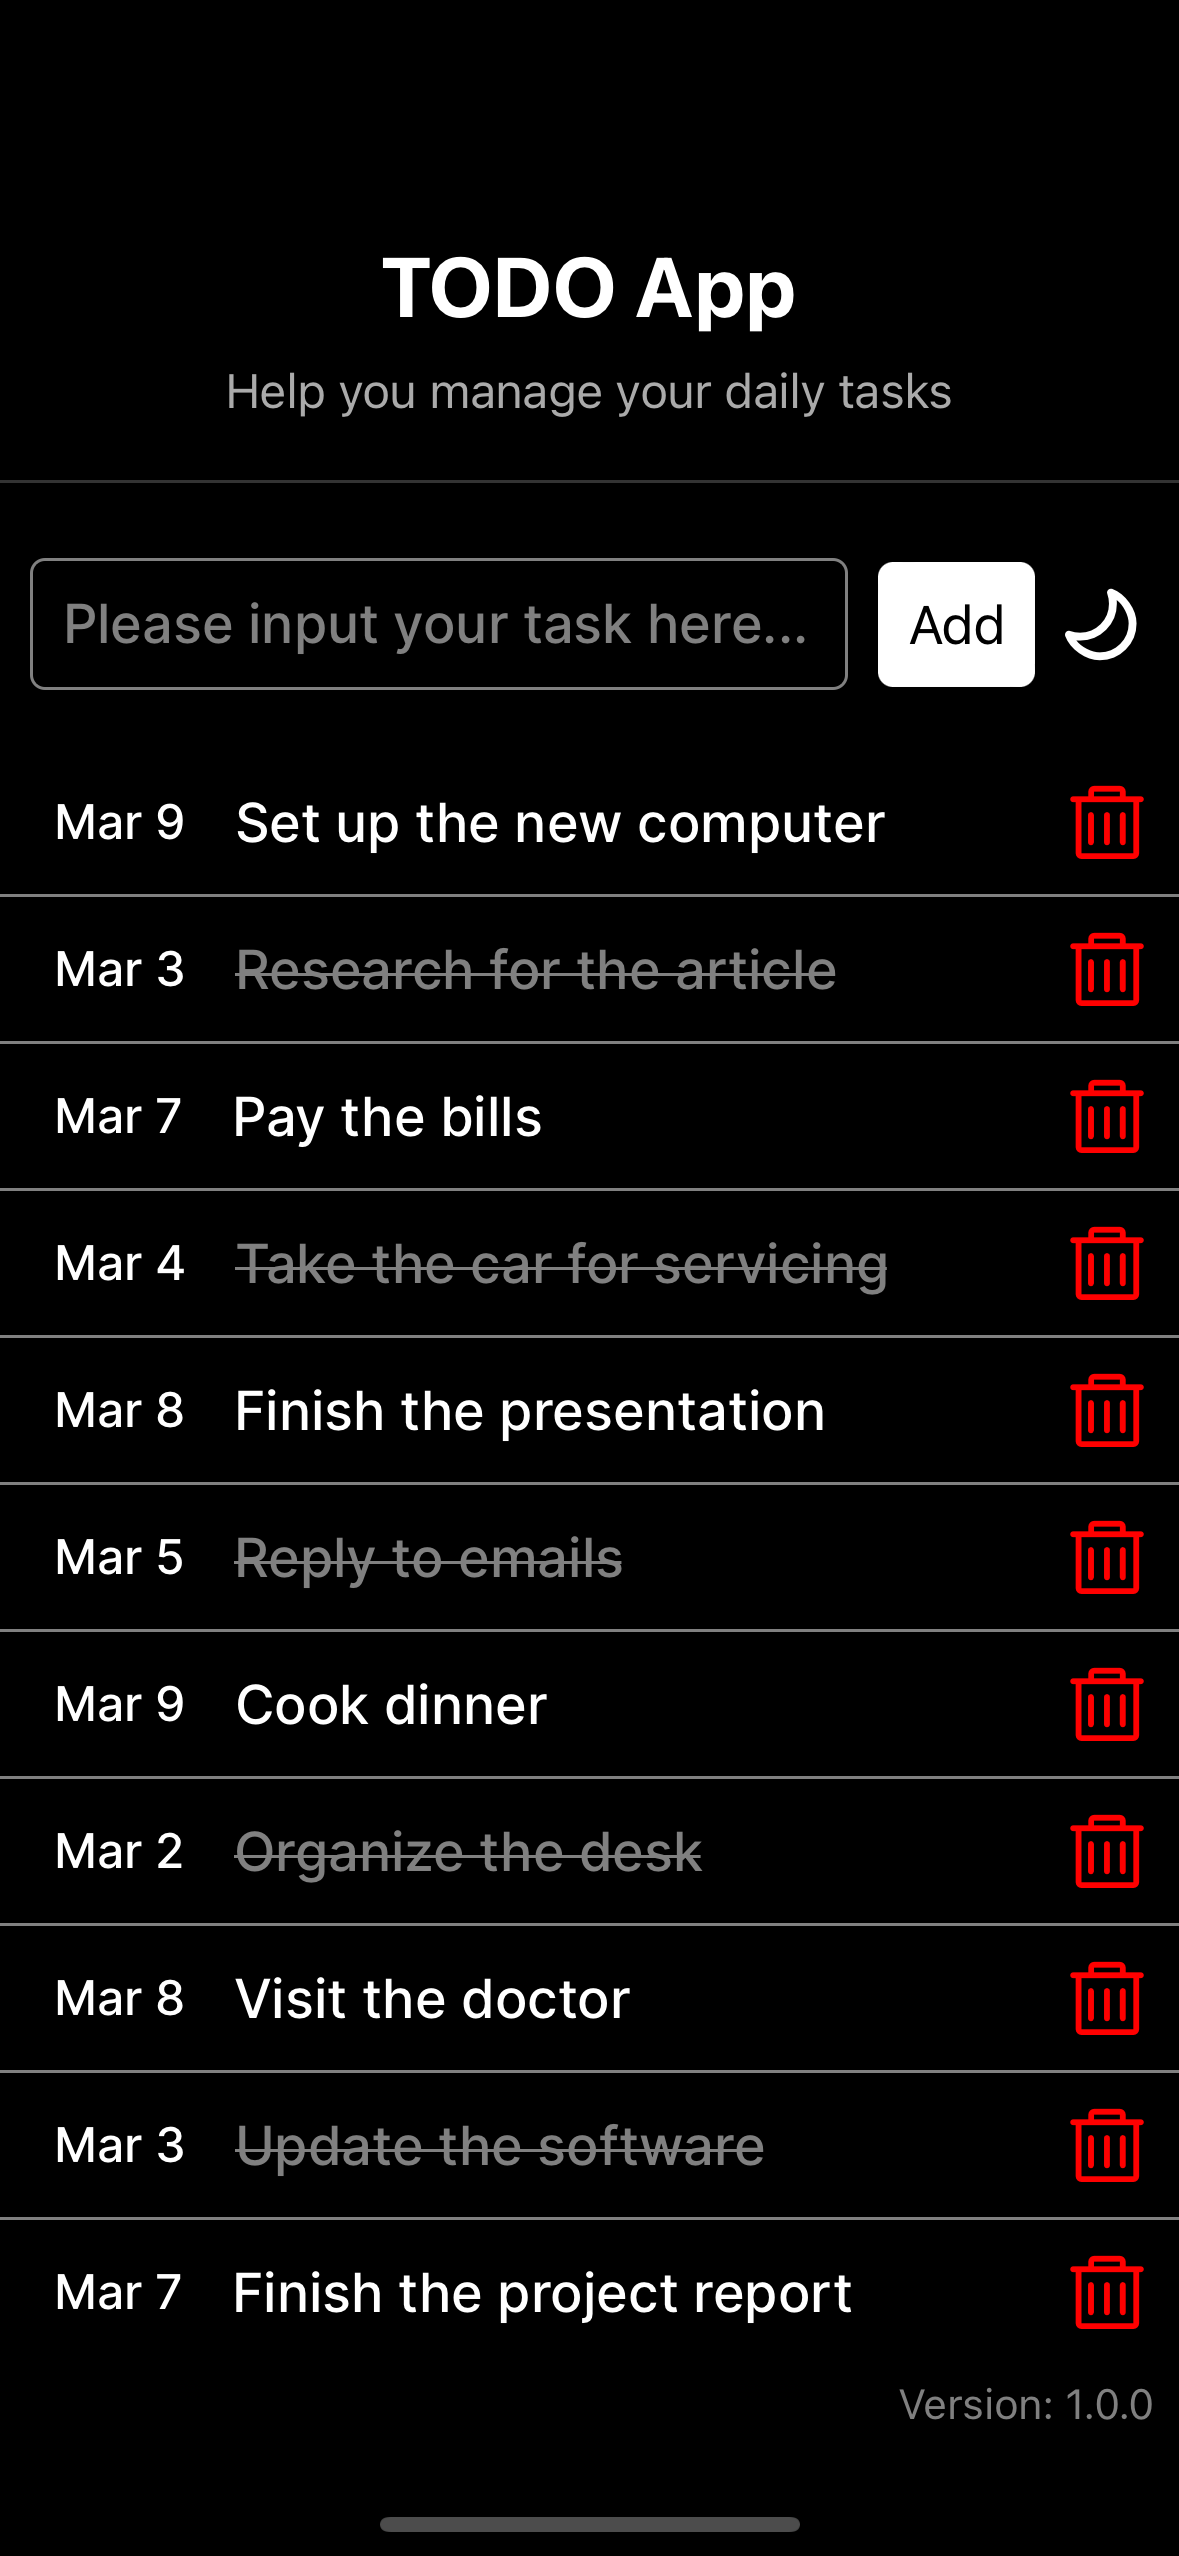 TODO App
Help you manage your daily tasks
Please input your task here...
Add
Mar 9 Set up the new computer
Mar 3 Research for the article
Mar 7 Pay the bills
Mar 4 Take the car for servicing
Mar 8 Finish the presentation
Mar 5 Reply to emails
Mar 9 Cook dinner
Mar 2 Organize the desk
Mar 8 Visit the doctor
Mar 3 Update the software
Mar 7 Finish the project report
Version: 1.0.0